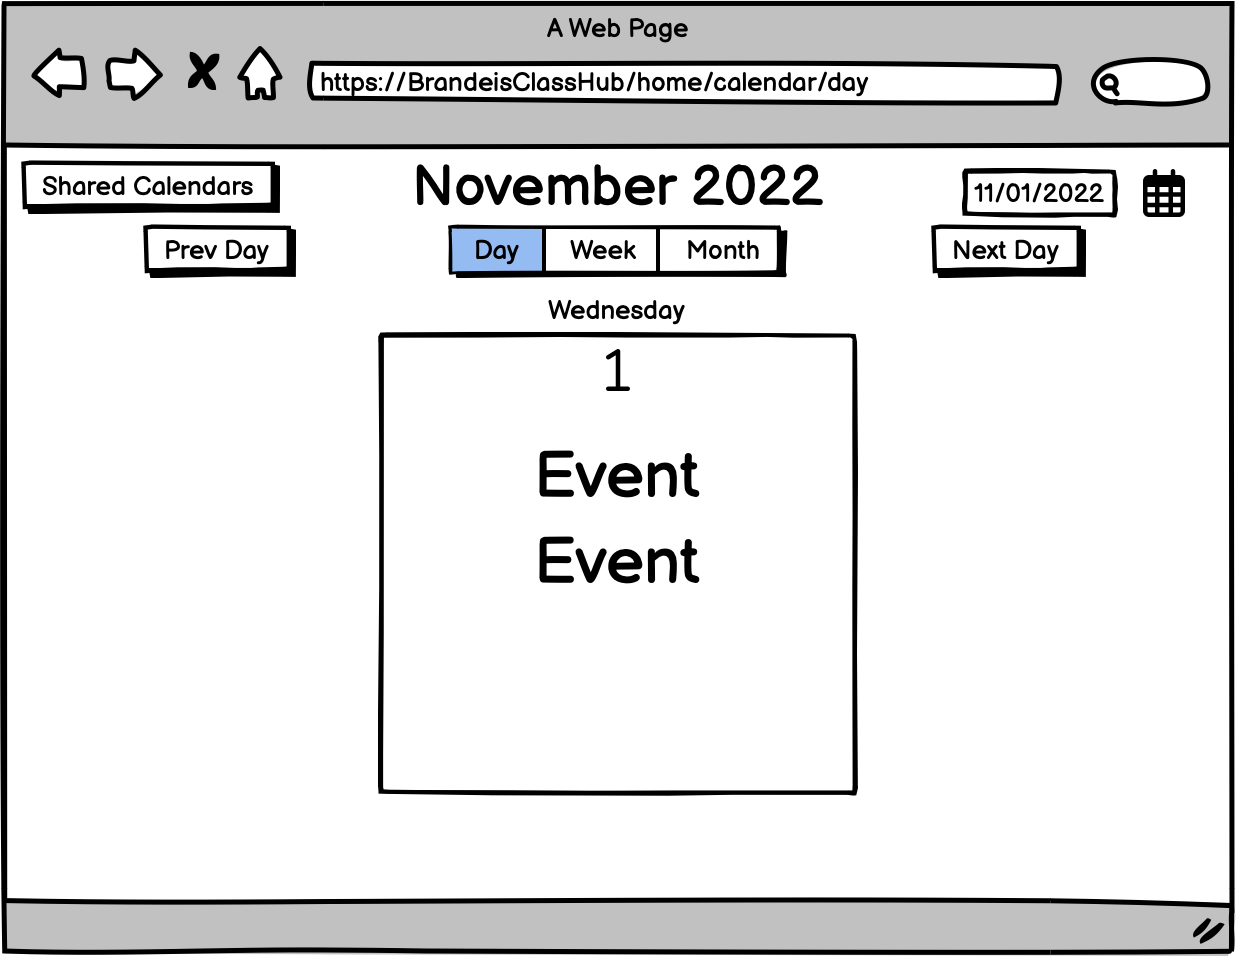 A Web Page
https://BrandeisClassHub/home/calendar/day
Shared Calendars
November 2022
11/01/2022
Prev Day
Day
Week
Month
Next Day
Wednesday
1
Event
Event